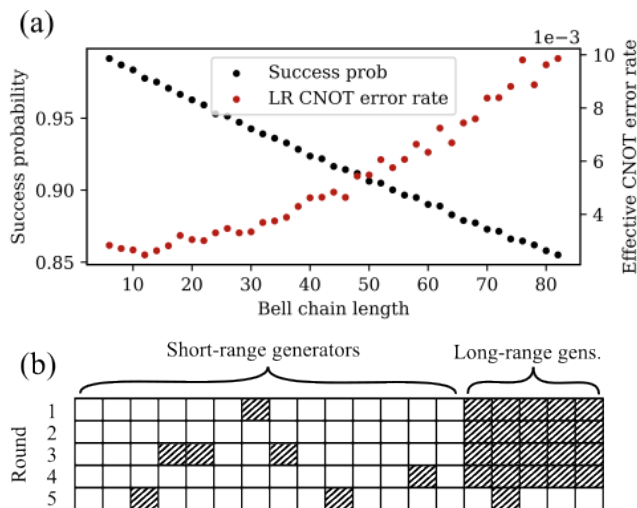 (a)
1e−3
Success prob
LR CNOT error rate
Success probability
0.95
0.90
0.85
10
8
6
4
Effective CNOT error rate
10 20 30 40 50 60 70 80
Bell chain length
(b)
Short-range generators
Long-range gens.
Round
1
2
3
4
5